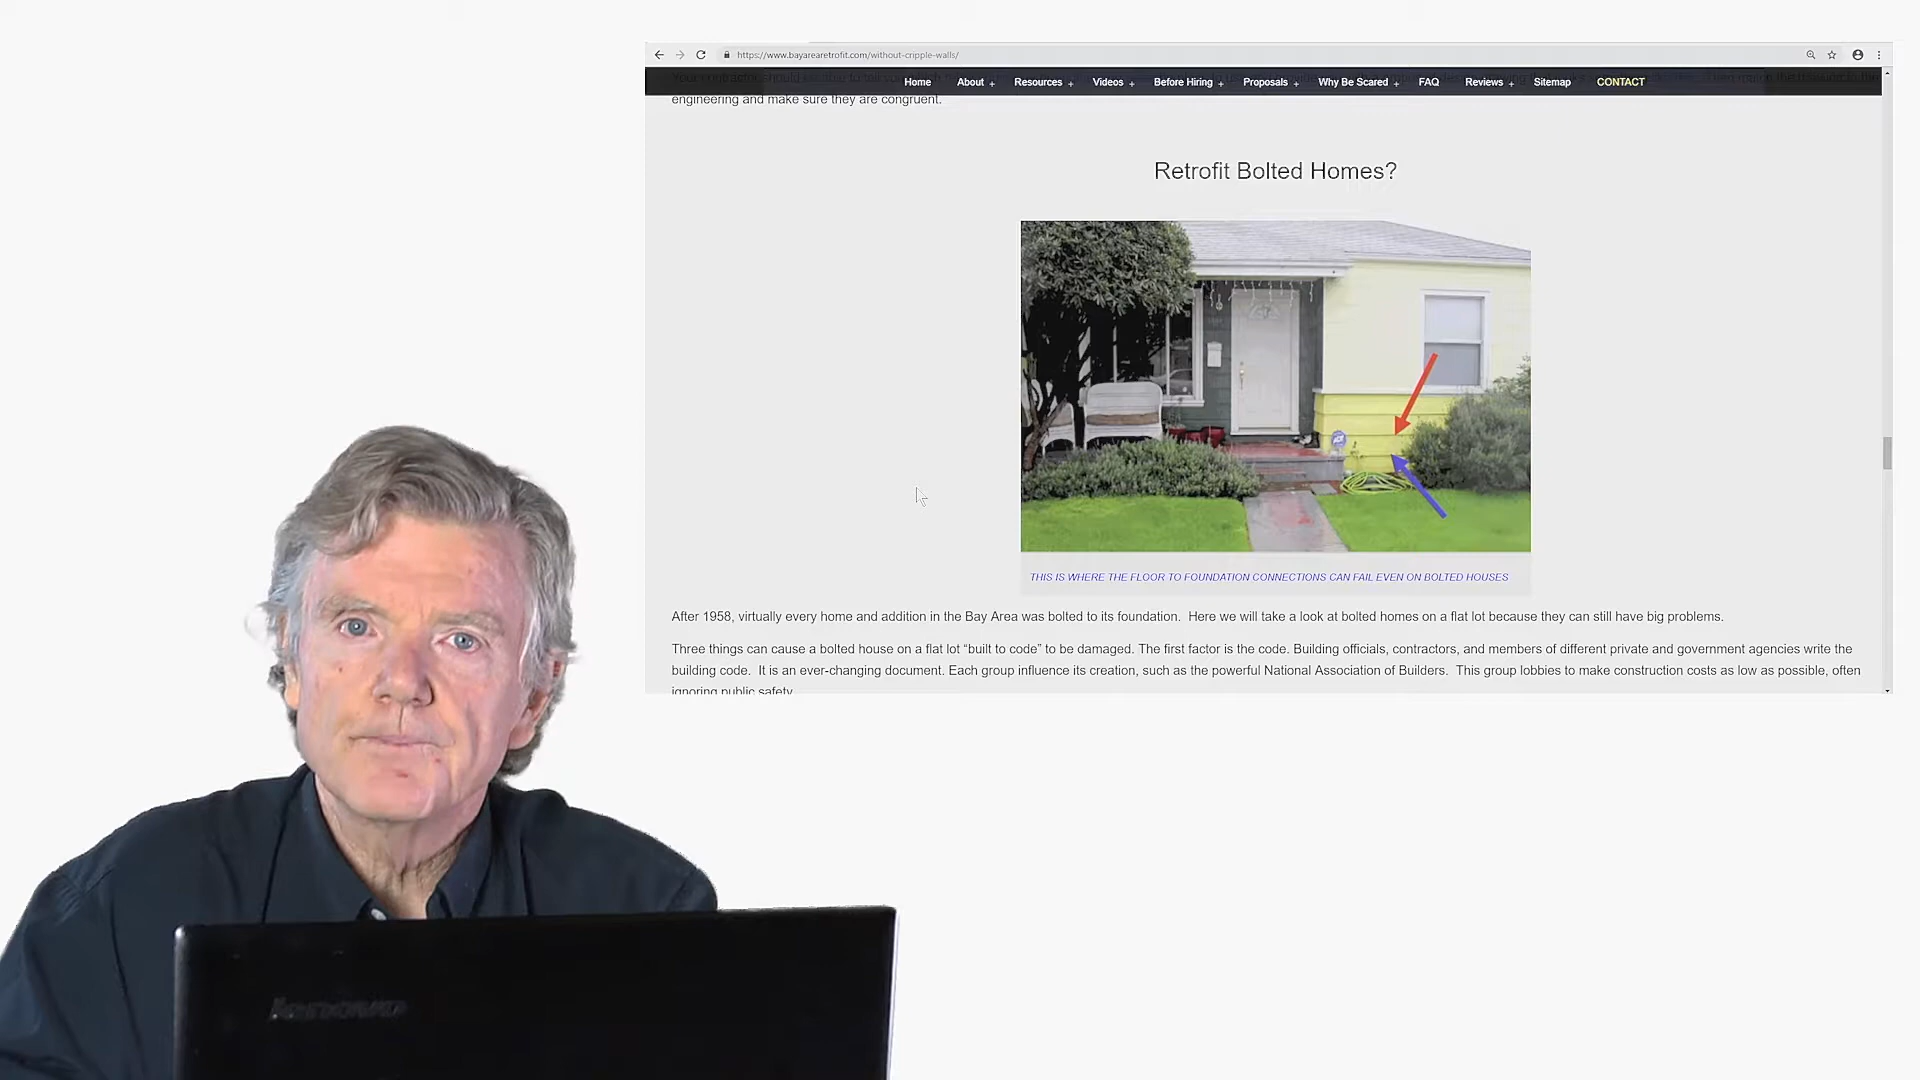 https://www.bayarearetrofit.com/without-cripple-walls/
Home About + Resources + Videos + Before Hiring + Proposals + Why Be Scared + FAQ Reviews + Sitemap CONTACT
engineering and make sure they are congruent.
Retrofit Bolted Homes?
ADT
THIS IS WHERE THE FLOOR TO FOUNDATION CONNECTIONS CAN FAIL EVEN ON BOLTED HOUSES
After 1958, virtually every home and addition in the Bay Area was bolted to its foundation. Here we will take a look at bolted homes on a flat lot because they can still have big problems.
Three things can cause a bolted house on a flat lot “built to code” to be damaged. The first factor is the code. Building officials, contractors, and members of different private and government agencies write the
building code. It is an ever-changing document. Each group influence its creation, such as the powerful National Association of Builders. This group lobbies to make construction costs as low as possible, often
ignoring public safety
lenovo